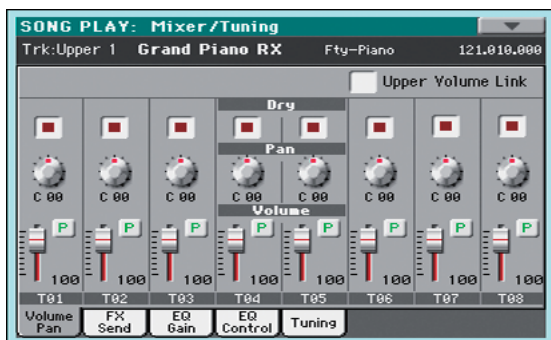 SONG PLAY: Mixer/Tuning
Trk:Upper 1 Grand Piano RX Fty-Piano 121.010.000
Upper Volume Link
Dry
Pan
C 00 C 00 C 00 C 00 C 00 C 00 C 00 C 00
Volume
P P P P P P P P
100 100 100 100 100 100 100 100
T01 T02 T03 T04 T05 T06 T07 T08
Volume Pan FX Send EQ Gain EQ Control Tuning